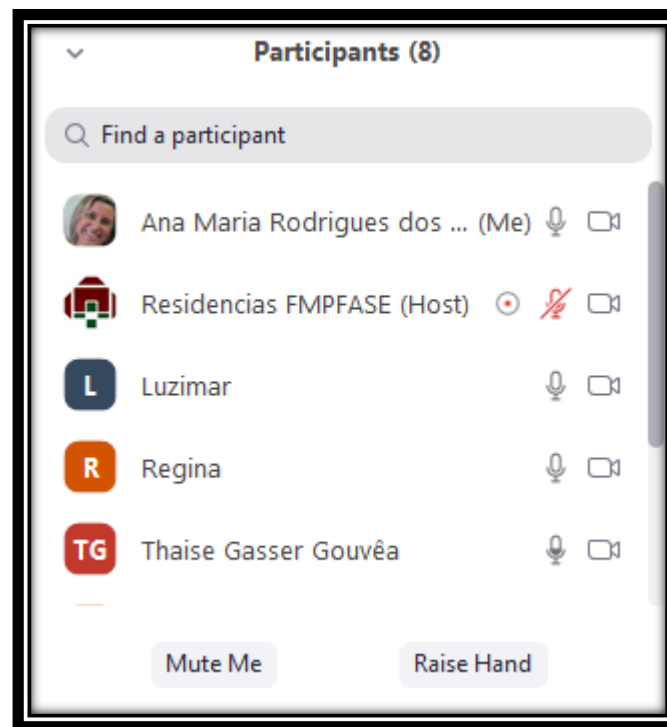 Participants (8)
Find a participant
Ana Maria Rodrigues dos ... (Me)
Residencias FMPFASE (Host)
L Luzimar
R Regina
TG Thaise Gasser Gouvêa
Mute Me Raise Hand